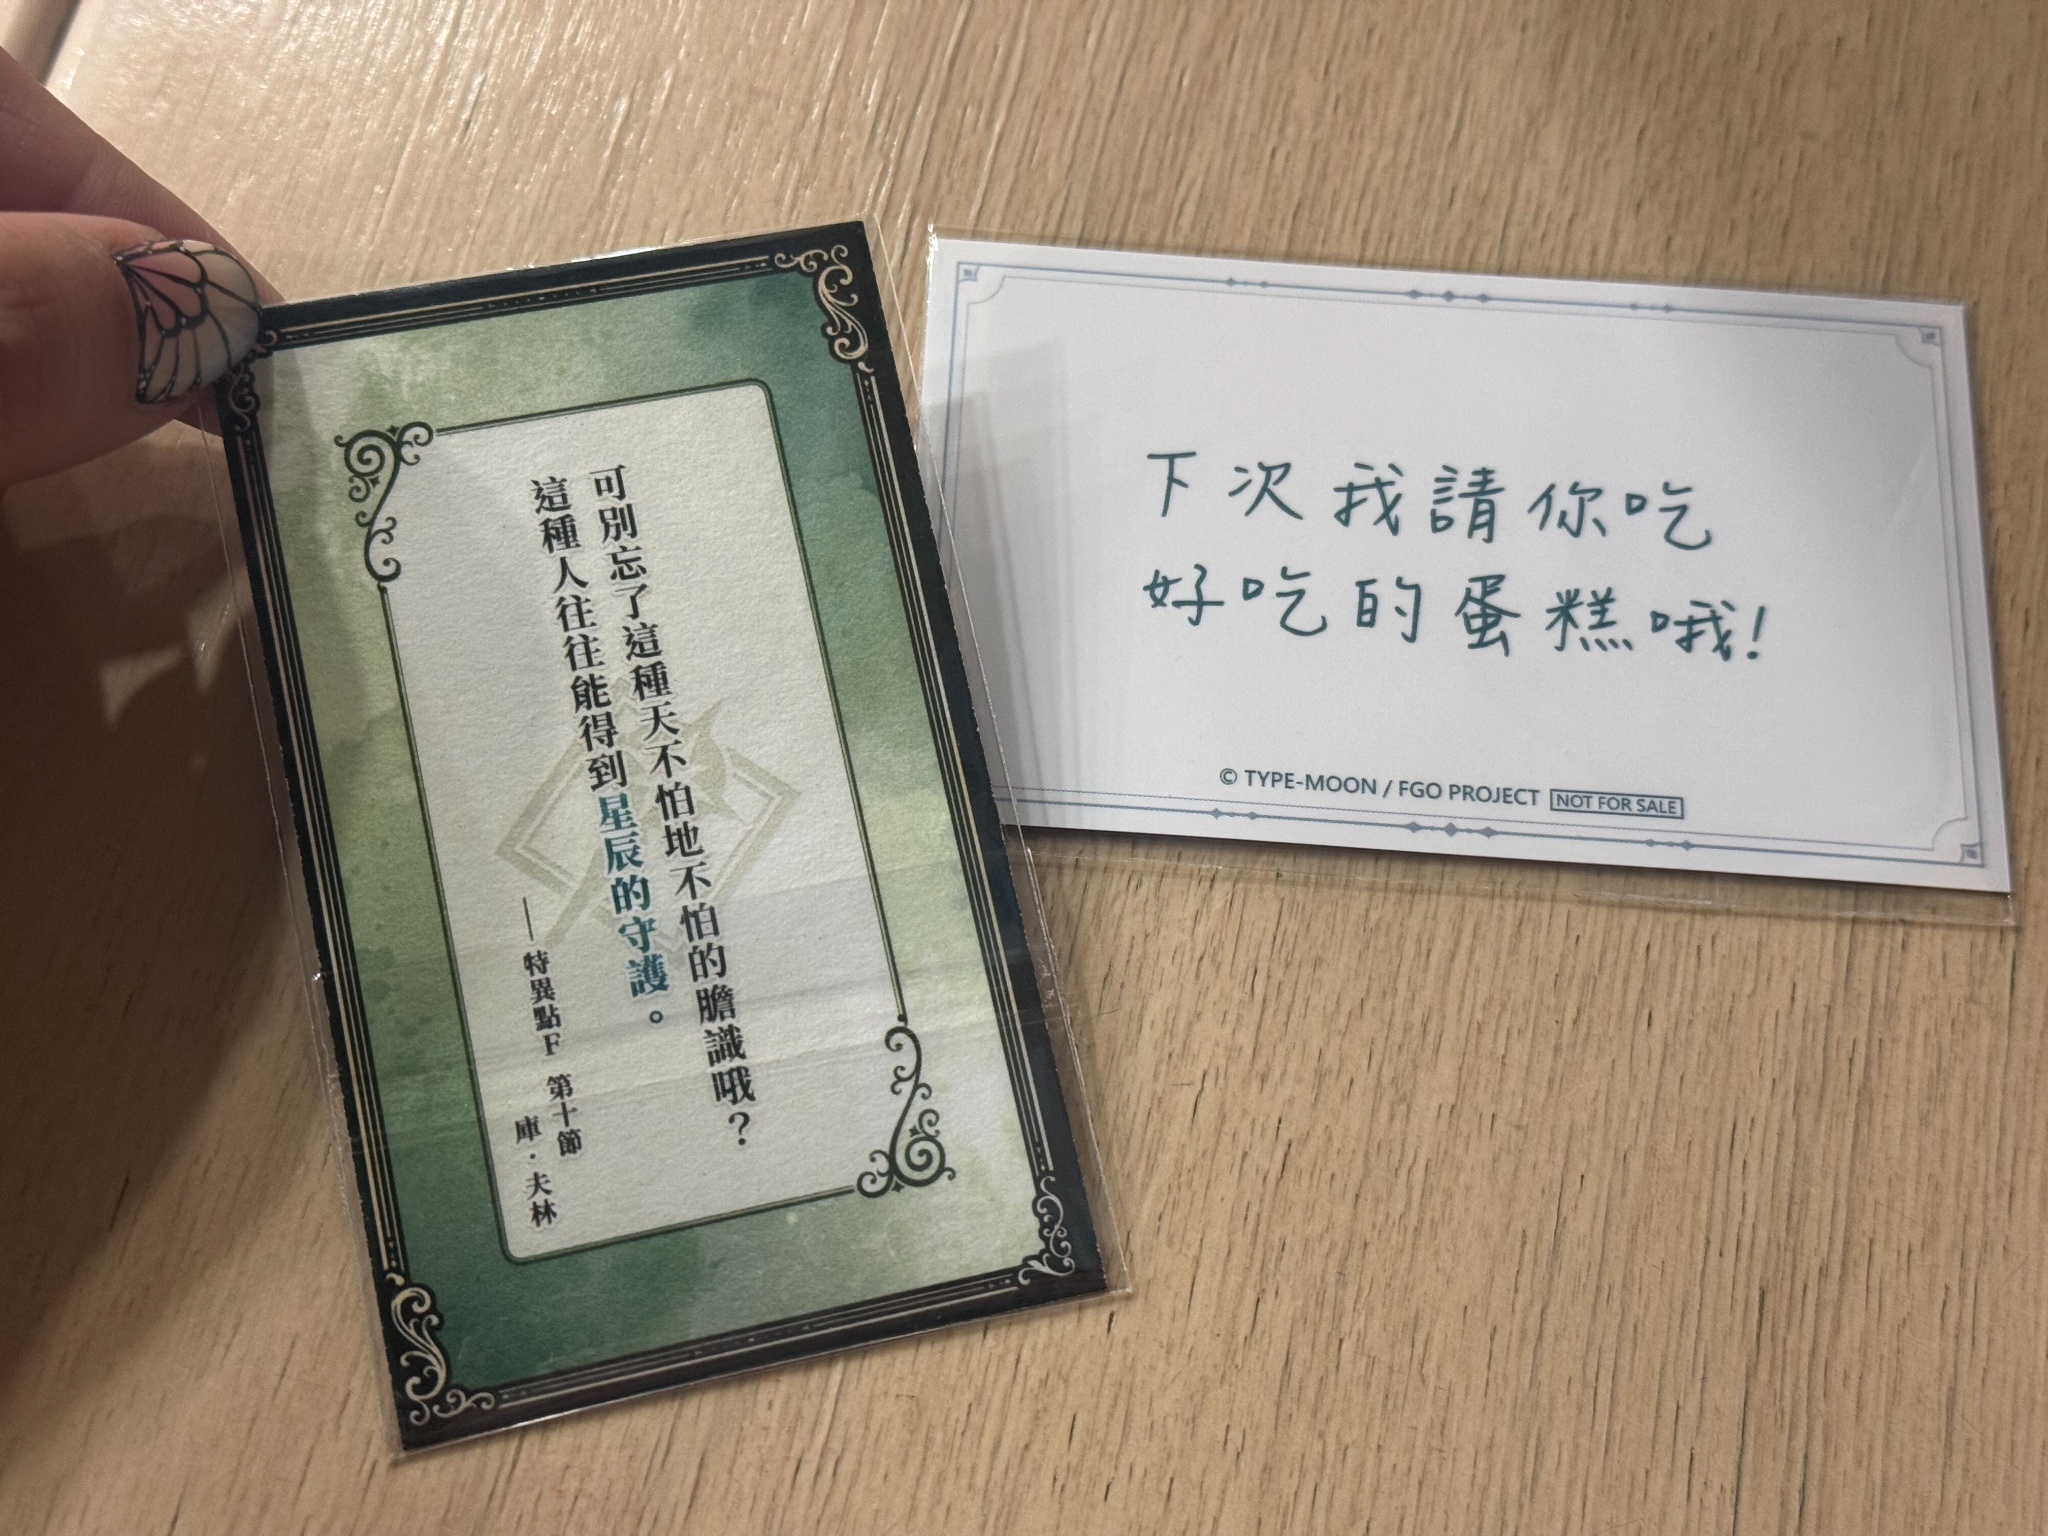 可別忘了這種天不怕地不怕的膽識哦？
這種人往往能得到星辰的守護。
—特異點F 第十節
庫・夫林
下次我請你吃
好吃的蛋糕哦!
© TYPE-MOON / FGO PROJECT NOT FOR SALE